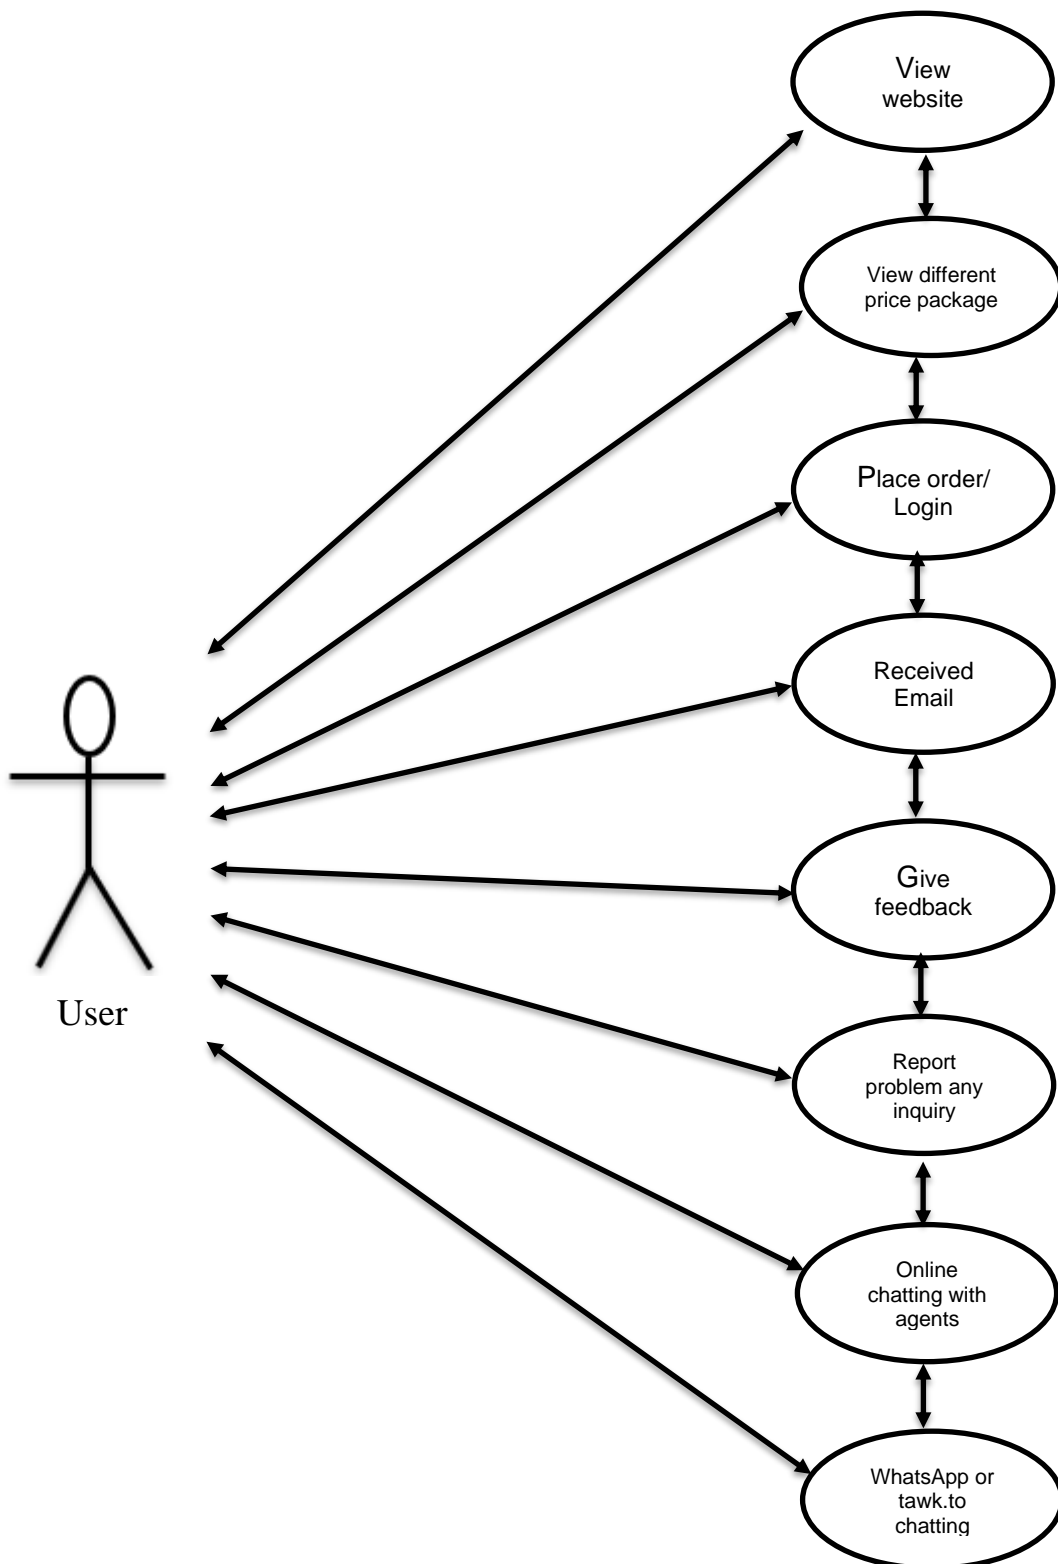 View
website
View different
price package
Place order/
Login
Received
Email
Give
feedback
User
Report
problem any
inquiry
Online
chatting with
agents
WhatsApp or
tawk.to
chatting